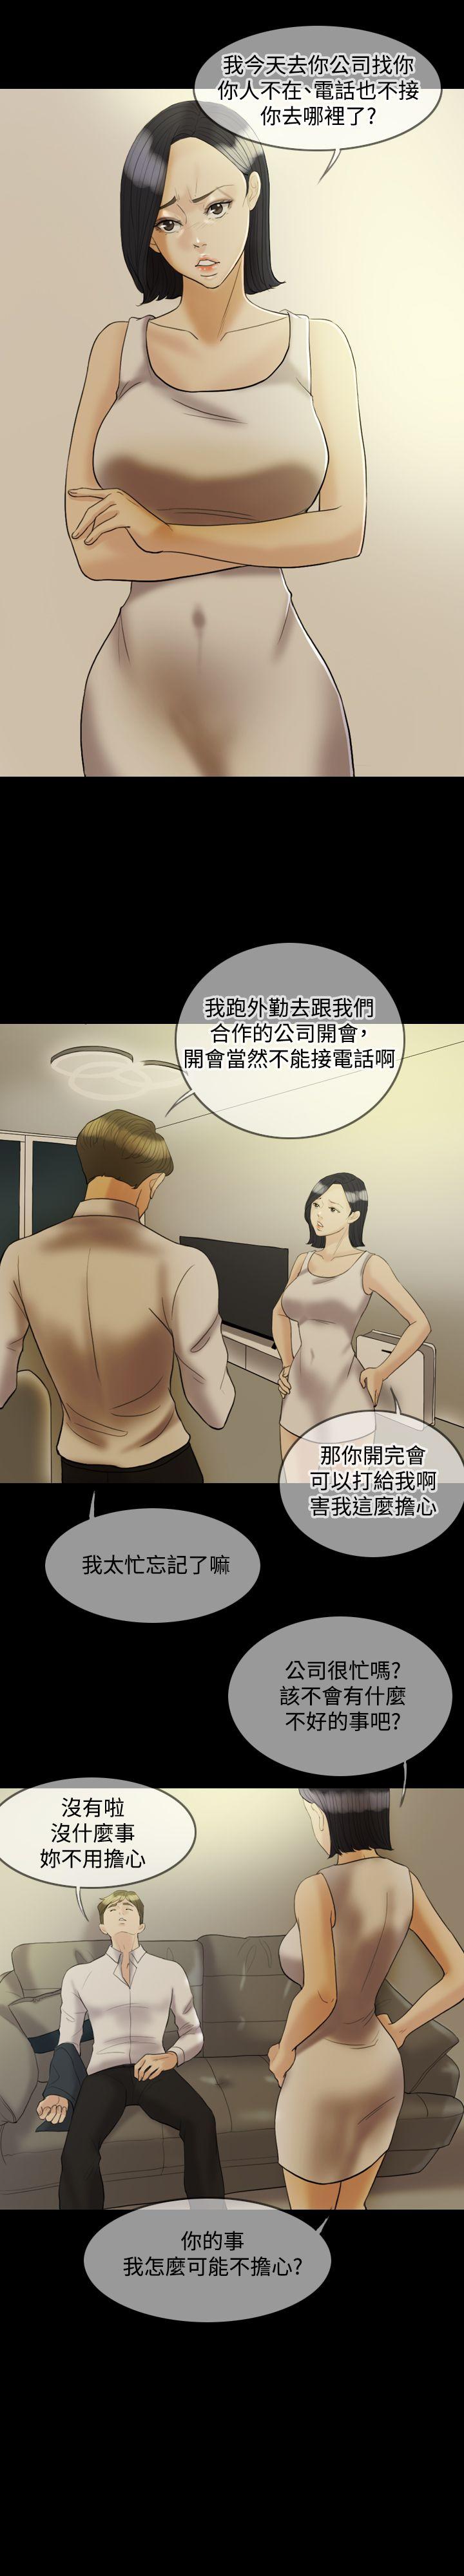 我今天去你公司找你
你人不在、電話也不接
你去哪裡了?
我跑外勤去跟我們
合作的公司開會,
開會當然不能接電話啊
那你開完會
可以打給我啊
害我這麼擔心
我太忙忘記了嘛
公司很忙嗎?
該不會有什麼
不好的事吧?
沒有啦
沒什麼事
妳不用擔心
你的事
我怎麼可能不擔心?